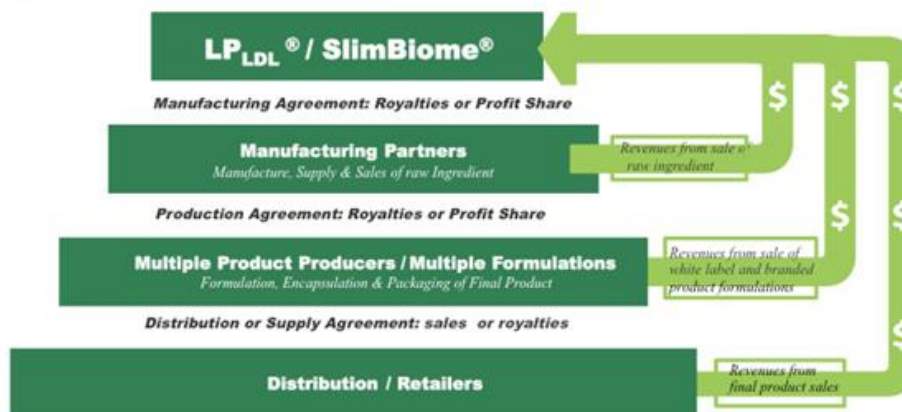 LPLDL® / SlimBiome®
Manufacturing Agreement: Royalties or Profit Share
Manufacturing Partners
Manufacture, Supply & Sales of raw Ingredient
Revenues from sale of
raw ingredient
$
$
$
Production Agreement: Royalties or Profit Share
Multiple Product Producers / Multiple Formulations
Formulation, Encapsulation & Packaging of Final Product
Revenues from sale of
white label and branded
product formulations
$
$
Distribution or Supply Agreement: sales or royalties
Distribution / Retailers
Revenues from
final product sales
$